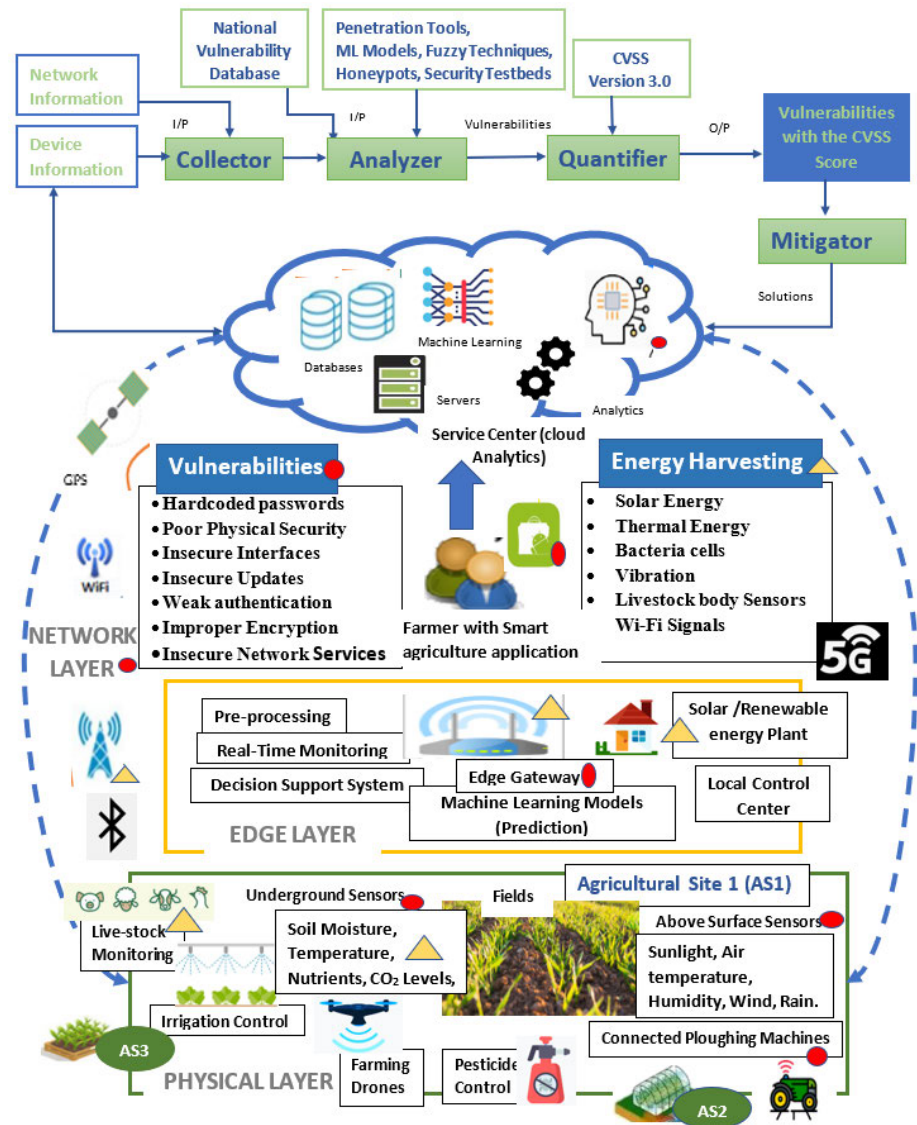 National
Vulnerability
Database
Penetration Tools,
ML Models, Fuzzy Techniques,
Honeypots, Security Testbeds
CVSS
Version 3.0
Network
Information
Device
Information
I/P
Collector
I/P
Analyzer
Vulnerabilities
Quantifier
O/P
Vulnerabilities
with the CVSS
Score
Mitigator
Solutions
Databases
Machine Learning
Servers
Analytics
Service Center (cloud
Analytics)
GPS
WiFi
NETWORK
LAYER
Vulnerabilities
•Hardcoded passwords
•Poor Physical Security
•Insecure Interfaces
•Insecure Updates
•Weak authentication
•Improper Encryption
•Insecure Network Services
Farmer with Smart
agriculture application
Energy Harvesting
• Solar Energy
• Thermal Energy
• Bacteria cells
• Vibration
• Livestock body Sensors
Wi-Fi Signals
5G
Pre-processing
Real-Time Monitoring
Decision Support System
Edge Gateway
Machine Learning Models
(Prediction)
Solar /Renewable
energy Plant
Local Control
Center
EDGE LAYER
Agricultural Site 1 (AS1)
Live-stock
Monitoring
Underground Sensors
Soil Moisture,
Temperature,
Nutrients, CO₂ Levels,
Fields
Above Surface Sensors
Sunlight, Air
temperature,
Humidity, Wind, Rain.
Irrigation Control
Connected Ploughing Machines
AS3
PHYSICAL LAYER
Farming
Drones
Pesticide
Control
AS2